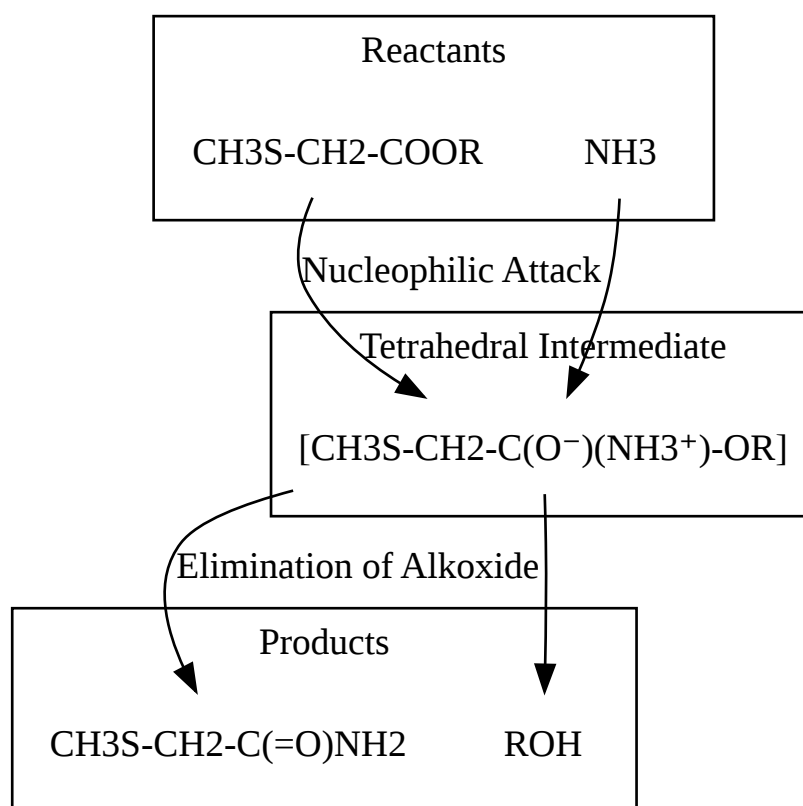 Reactants
CH3S-CH2-COOR NH3
Nucleophilic Attack
Tetrahedral Intermediate
[CH3S-CH2-C(O⁻)(NH3⁺)-OR]
Elimination of Alkoxide
Products
CH3S-CH2-C(=O)NH2 ROH